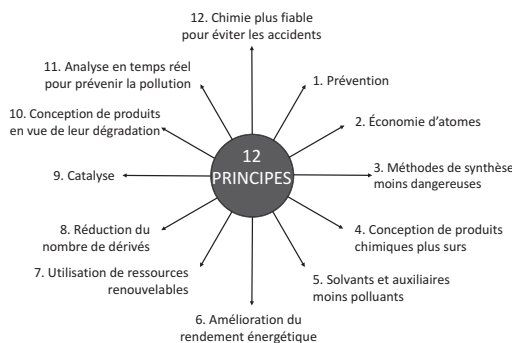 12. Chimie plus fiable
pour éviter les accidents
11. Analyse en temps réel
pour prévenir la pollution
1. Prévention
10. Conception de produits
en vue de leur dégradation
2. Économie d'atomes
12
PRINCIPES
9. Catalyse
3. Méthodes de synthèse
moins dangereuses
8. Réduction du
nombre de dérivés
4. Conception de produits
chimiques plus surs
7. Utilisation de ressources
renouvelables
5. Solvants et auxiliaires
moins polluants
6. Amélioration du
rendement énergétique